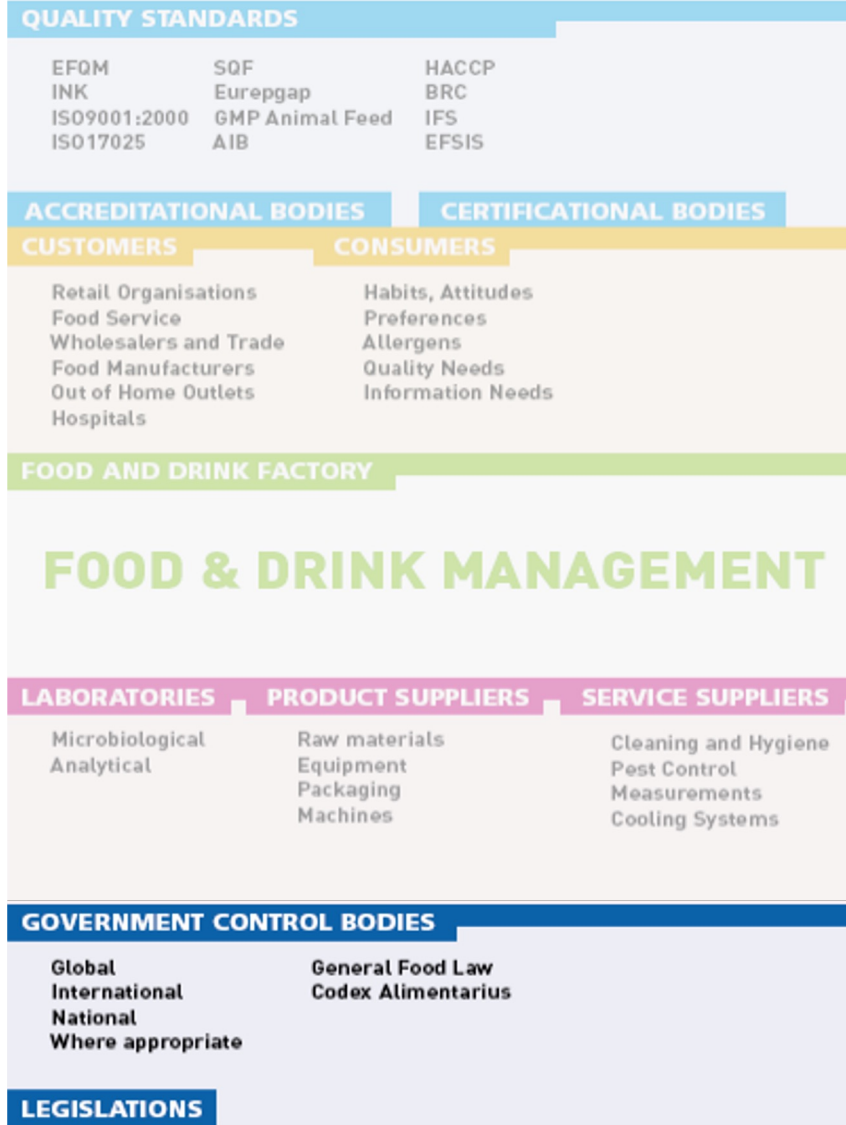 QUALITY STANDARDS
EFQM SQF HACCP
INK Eurepgap BRC
ISO9001:2000 GMP Animal Feed IFS
ISO17025 AIB EFSIS
ACCREDITATIONAL BODIES CERTIFICATIONAL BODIES
CUSTOMERS CONSUMERS
Retail Organisations Habits, Attitudes
Food Service Preferences
Wholesalers and Trade Allergens
Food Manufacturers Quality Needs
Out of Home Outlets Information Needs
Hospitals
FOOD AND DRINK FACTORY
FOOD & DRINK MANAGEMENT
LABORATORIES PRODUCT SUPPLIERS SERVICE SUPPLIERS
Microbiological Raw materials Cleaning and Hygiene
Analytical Equipment Pest Control
Packaging Measurements
Machines Cooling Systems
GOVERNMENT CONTROL BODIES
Global General Food Law
International Codex Alimentarius
National
Where appropriate
LEGISLATIONS